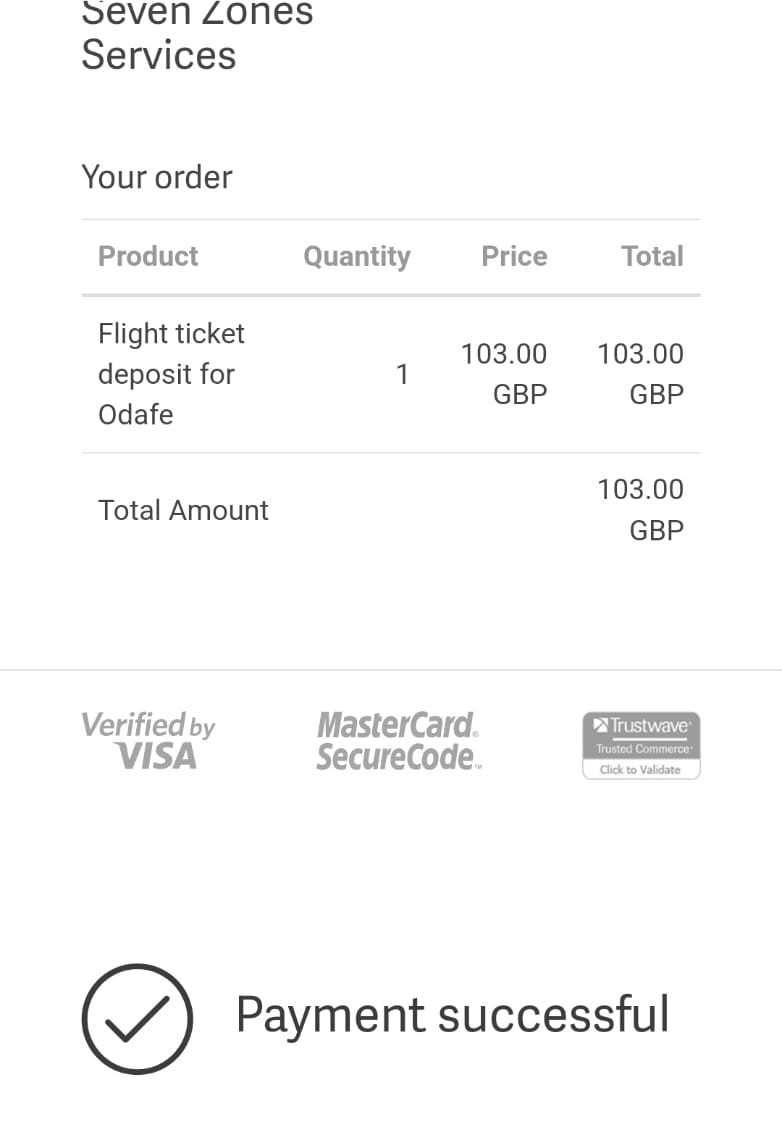 Seven Zones
Services
Your order
Product Quantity Price Total
Flight ticket
deposit for
Odafe
1
103.00
GBP
103.00
GBP
Total Amount
103.00
GBP
Verified by
VISA
MasterCard®
SecureCode™
Trustwave®
Trusted Commerce®
Click to Validate
Payment successful